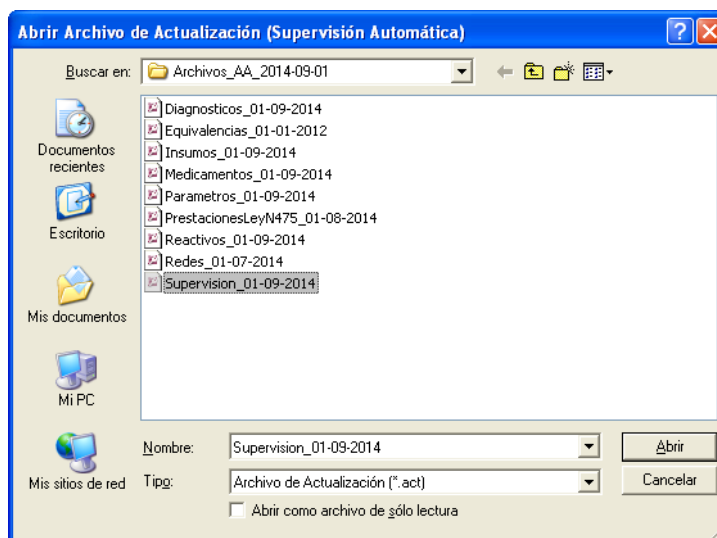 Abrir Archivo de Actualización (Supervisión Automática)
Buscar en: Archivos_AA_2014-09-01
Documentos recientes
Escritorio
Mis documentos
Mi PC
Mis sitios de red
Diagnosticos_01-09-2014
Equivalencias_01-01-2012
Insumos_01-09-2014
Medicamentos_01-09-2014
Parametros_01-09-2014
PrestacionesLeyN475_01-08-2014
Reactivos_01-09-2014
Redes_01-07-2014
Supervision_01-09-2014
Nombre: Supervision_01-09-2014 Abrir
Tipo: Archivo de Actualización (*.act) Cancelar
Abrir como archivo de sólo lectura